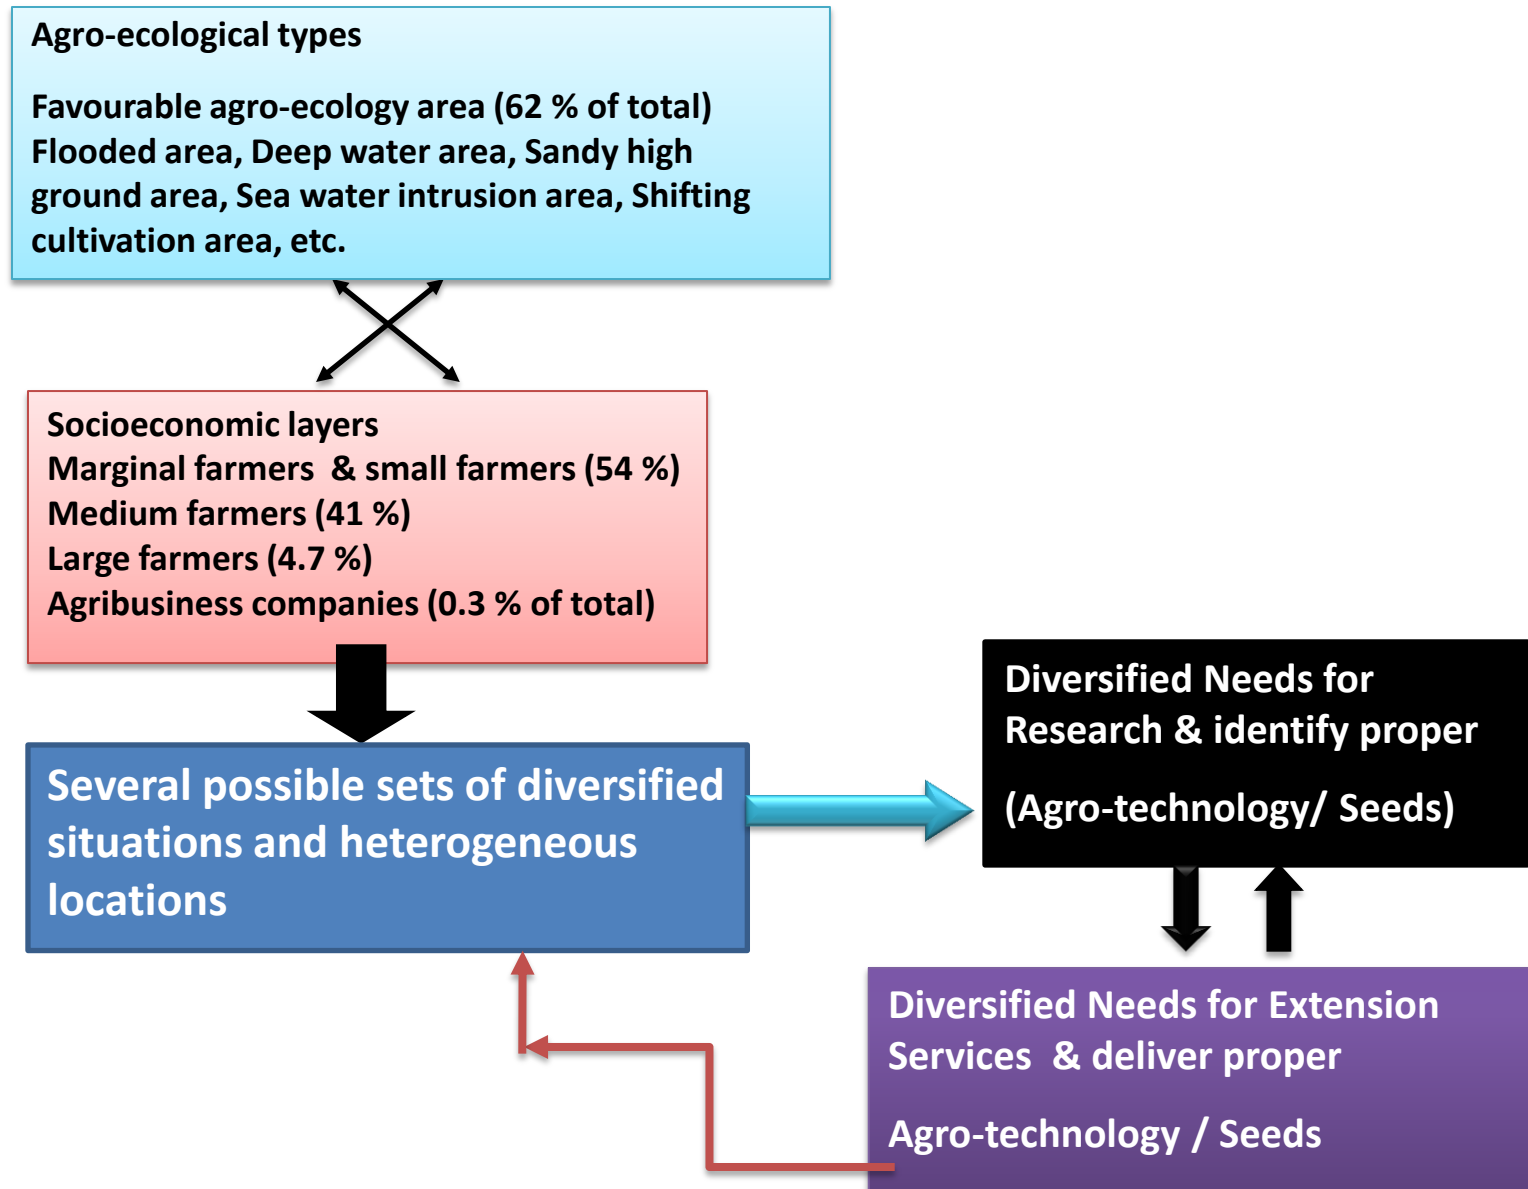 Agro-ecological types
Favourable agro-ecology area (62 % of total)
Flooded area, Deep water area, Sandy high
ground area, Sea water intrusion area, Shifting
cultivation area, etc.
Socioeconomic layers
Marginal farmers & small farmers (54 %)
Medium farmers (41 %)
Large farmers (4.7 %)
Agribusiness companies (0.3 % of total)
Several possible sets of diversified
situations and heterogeneous
locations
Diversified Needs for
Research & identify proper
(Agro-technology/ Seeds)
Diversified Needs for Extension
Services & deliver proper
Agro-technology / Seeds